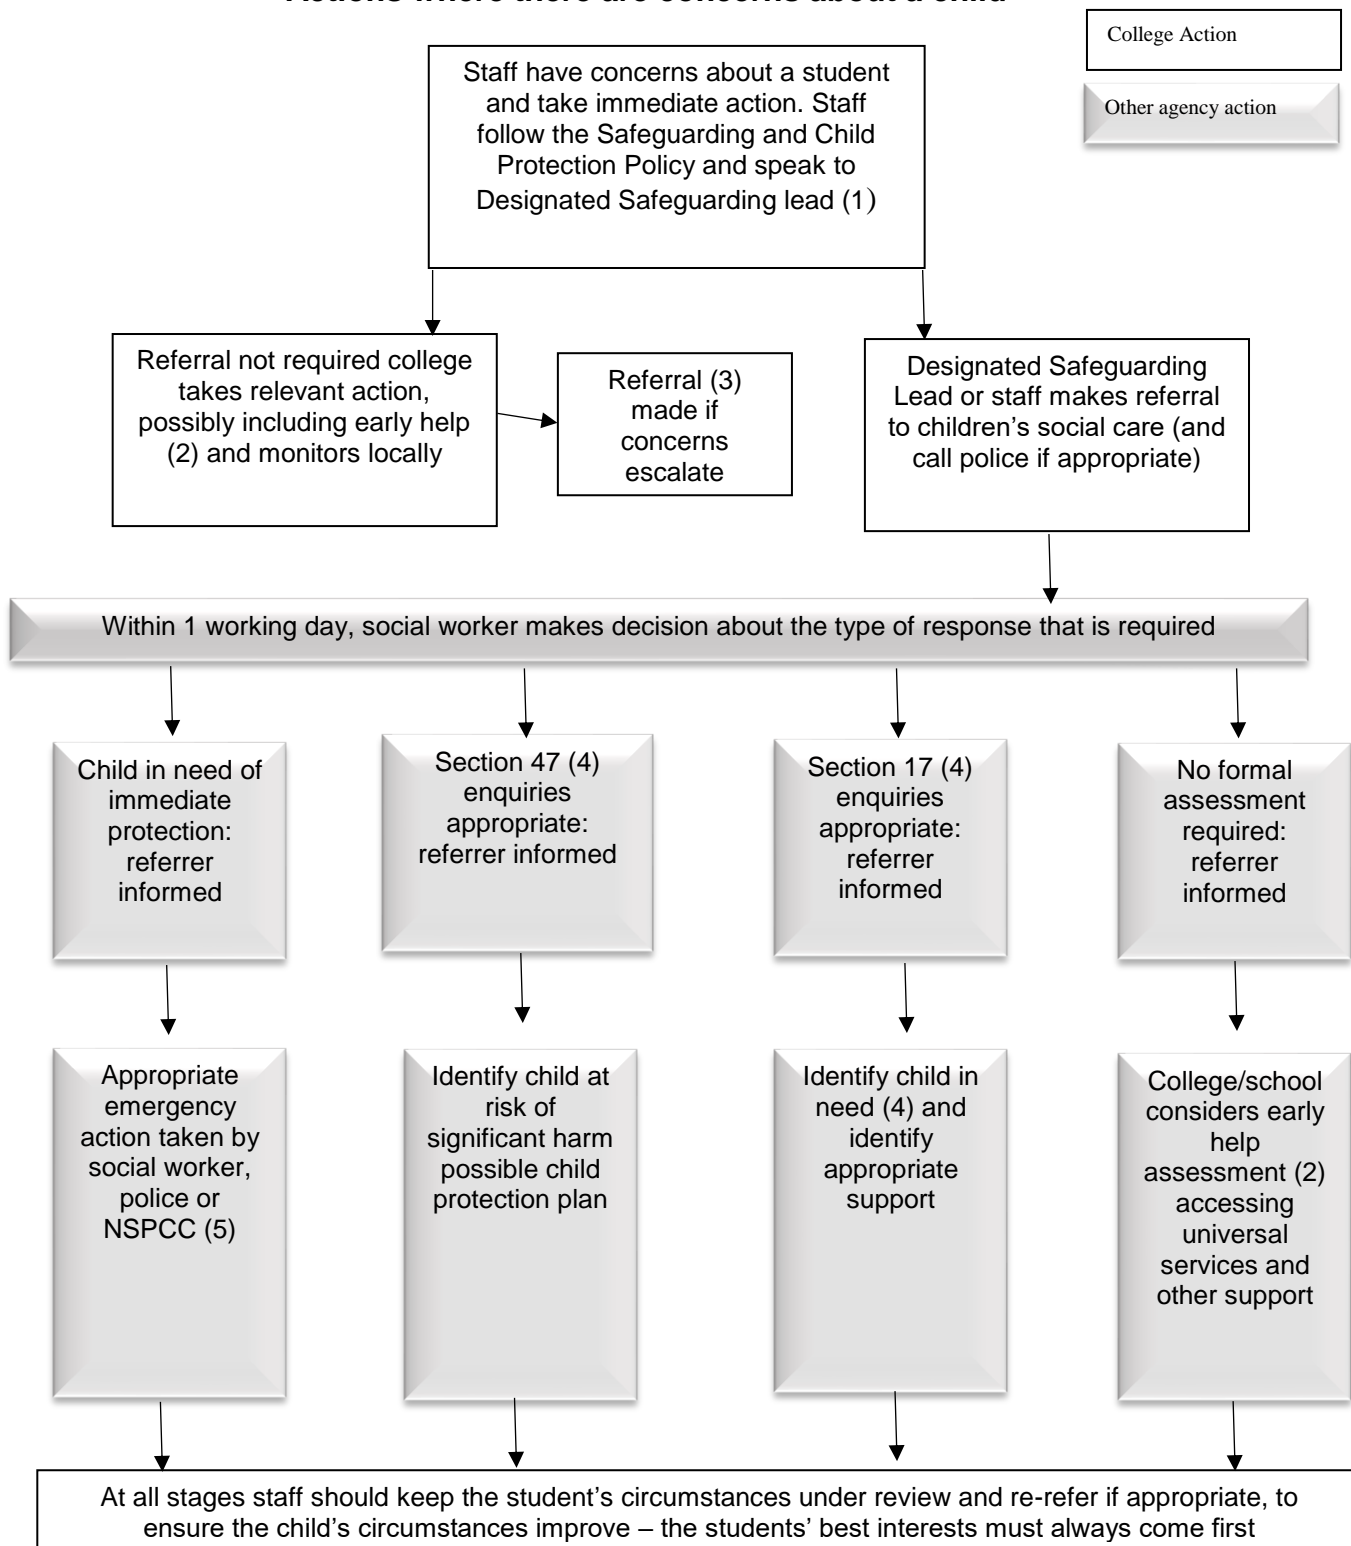 Actions where there are concerns about a child
College Action
Other agency action
Staff have concerns about a student
and take immediate action. Staff
follow the Safeguarding and Child
Protection Policy and speak to
Designated Safeguarding lead (1)
Referral not required college
takes relevant action,
possibly including early help
(2) and monitors locally
Referral (3)
made if
concerns
escalate
Designated Safeguarding
Lead or staff makes referral
to children’s social care (and
call police if appropriate)
Within 1 working day, social worker makes decision about the type of response that is required
Child in need of
immediate
protection:
referrer
informed
Section 47 (4)
enquiries
appropriate:
referrer informed
Section 17 (4)
enquiries
appropriate:
referrer
informed
No formal
assessment
required:
referrer
informed
Appropriate
emergency
action taken by
social worker,
police or
NSPCC (5)
Identify child at
risk of
significant harm
possible child
protection plan
Identify child in
need (4) and
identify
appropriate
support
College/school
considers early
help
assessment (2)
accessing
universal
services and
other support
At all stages staff should keep the student’s circumstances under review and re-refer if appropriate, to
ensure the child’s circumstances improve – the students’ best interests must always come first